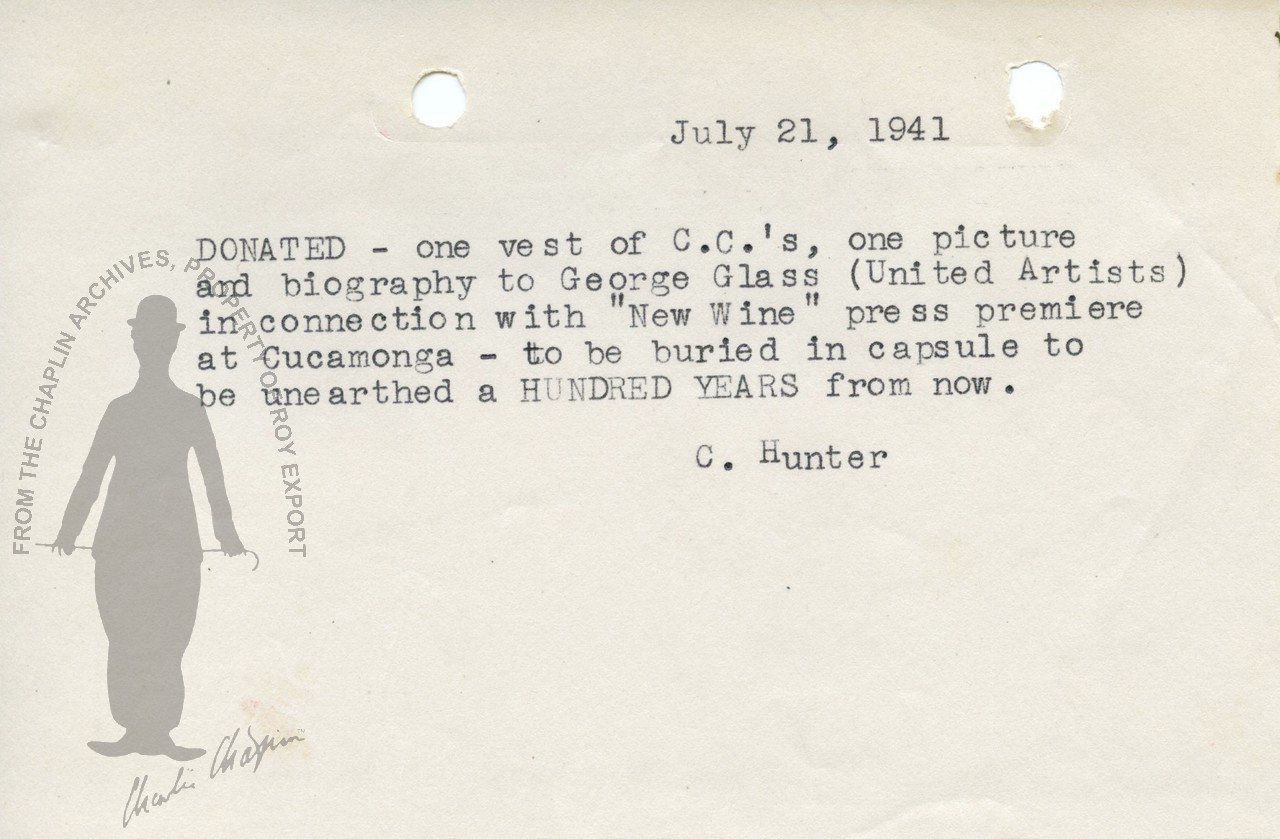 July 21, 1941
DONATED - one vest of C.C.'s, one picture
and biography to George Glass (United Artists)
in connection with "New Wine" press premiere
at Cucamonga - to be buried in capsule to
be unearthed a HUNDRED YEARS from now.
C. Hunter
FROM THE CHAPLIN ARCHIVES, PROPERTY OF ROY EXPORT
Charlie Chaplin